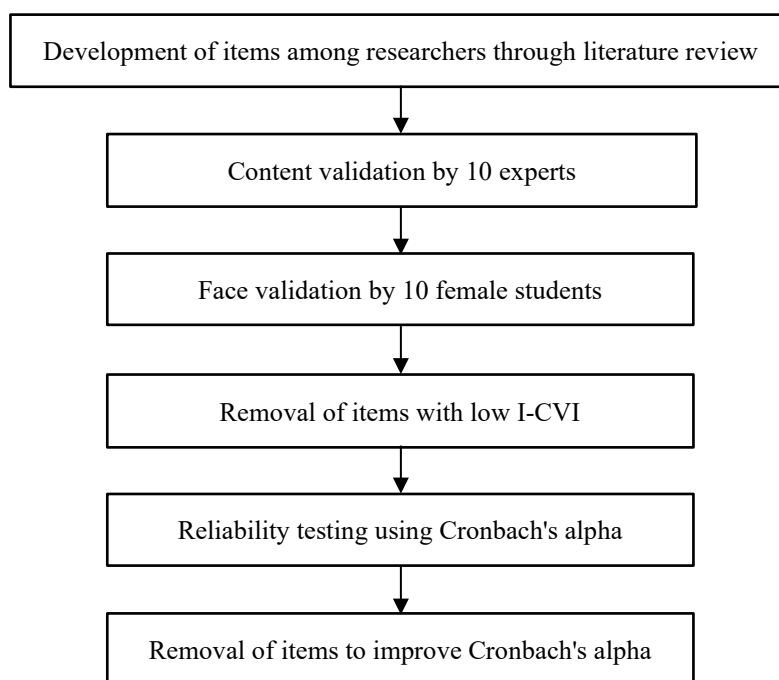 Development of items among researchers through literature review
Content validation by 10 experts
Face validation by 10 female students
Removal of items with low I-CVI
Reliability testing using Cronbach's alpha
Removal of items to improve Cronbach's alpha